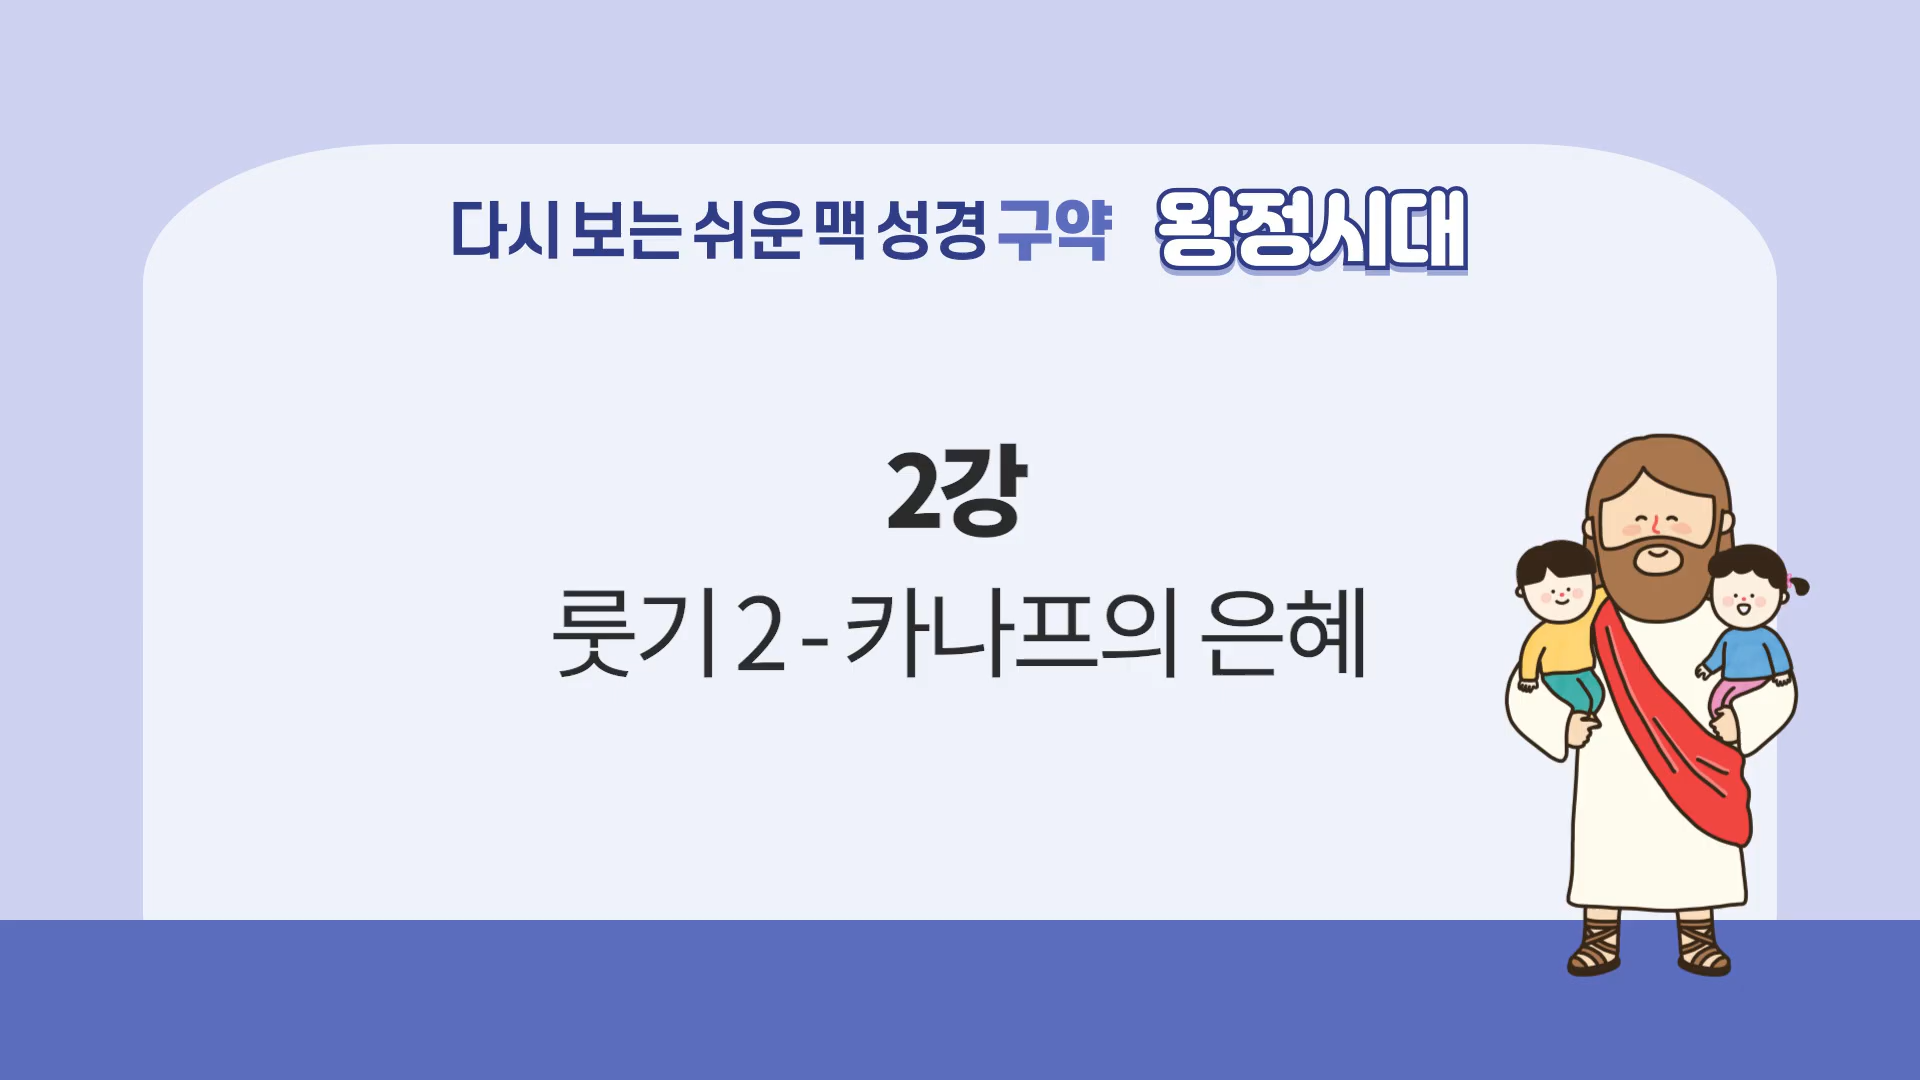 다시 보는 쉬운 맥 성경 구약 왕정시대
2강
룻기 2 - 카나프의 은혜